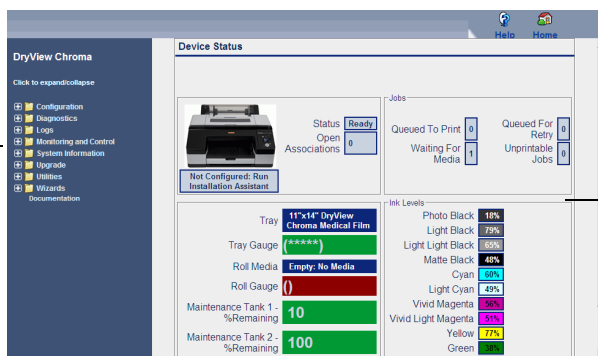 Help Home
DryView Chroma
Click to expand/collapse
Configuration
Diagnostics
Logs
Monitoring and Control
System Information
Upgrade
Utilities
Wizards
Documentation
Device Status
Not Configured: Run
Installation Assistant
Status Ready
Open
Associations 0
Jobs
Queued To Print 0
Waiting For
Media 1
Queued For
Retry 0
Unprintable
Jobs 0
Tray 11"x14" DryView
Chroma Medical Film
Tray Gauge (*****)
Roll Media Empty: No Media
Roll Gauge ()
Maintenance Tank 1 -
%Remaining 10
Maintenance Tank 2 -
%Remaining 100
Ink Levels
Photo Black 18%
Light Black 79%
Light Light Black 65%
Matte Black 48%
Cyan 60%
Light Cyan 49%
Vivid Magenta 56%
Vivid Light Magenta 51%
Yellow 77%
Green 38%